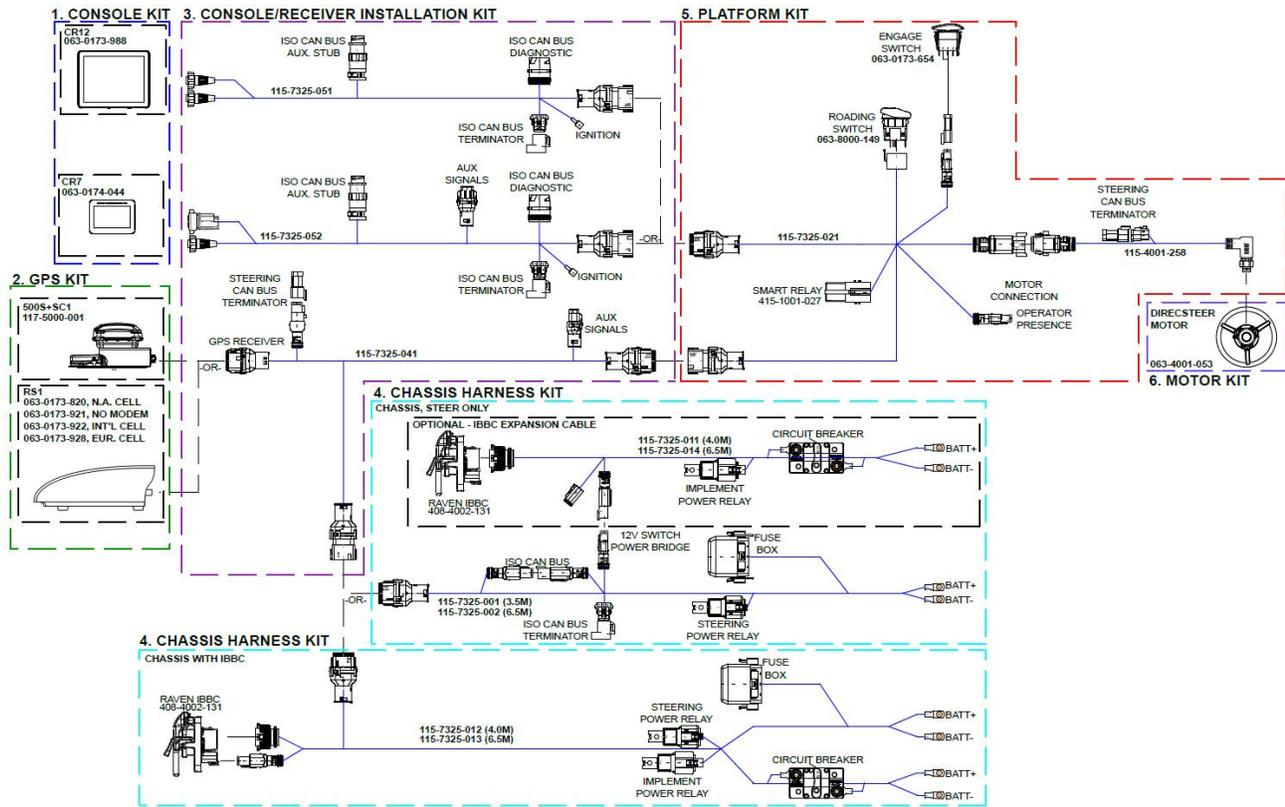 1. CONSOLE KIT
CR12
063-0173-988
CR7
063-0174-044
2. GPS KIT
500S+SC1
117-5000-001
RS1
063-0173-820, N.A. CELL
063-0173-921, NO MODEM
063-0173-922, INT'L CELL
063-0173-928, EUR. CELL
3. CONSOLE/RECEIVER INSTALLATION KIT
ISO CAN BUS
AUX. STUB
ISO CAN BUS
DIAGNOSTIC
115-7325-051
ISO CAN BUS
TERMINATOR
IGNITION
ISO CAN BUS
AUX. STUB
AUX
SIGNALS
ISO CAN BUS
DIAGNOSTIC
115-7325-052
-OR-
ISO CAN BUS
TERMINATOR
IGNITION
STEERING
CAN BUS
TERMINATOR
AUX
SIGNALS
GPS RECEIVER
115-7325-041
-OR-
5. PLATFORM KIT
ENGAGE
SWITCH
063-0173-654
ROADING
SWITCH
063-8000-149
STEERING
CAN BUS
TERMINATOR
115-7325-021
115-4001-258
SMART RELAY
415-1001-027
MOTOR
CONNECTION
OPERATOR
PRESENCE
DIRECSTEER
MOTOR
063-4001-053
6. MOTOR KIT
4. CHASSIS HARNESS KIT
CHASSIS, STEER ONLY
OPTIONAL - IBBC EXPANSION CABLE
115-7325-011 (4.0M)
115-7325-014 (6.5M)
CIRCUIT BREAKER
BATT+
BATT-
RAVEN IBBC
408-4002-131
IMPLEMENT
POWER RELAY
12V SWITCH
POWER BRIDGE
FUSE
BOX
ISO CAN BUS
BATT+
BATT-
-OR-
115-7325-001 (3.5M)
115-7325-002 (6.5M)
ISO CAN BUS
TERMINATOR
STEERING
POWER RELAY
4. CHASSIS HARNESS KIT
CHASSIS WITH IBBC
FUSE
BOX
RAVEN IBBC
408-4002-131
STEERING
POWER RELAY
BATT+
BATT-
115-7325-012 (4.0M)
115-7325-013 (6.5M)
CIRCUIT BREAKER
IMPLEMENT
POWER RELAY
BATT+
BATT-